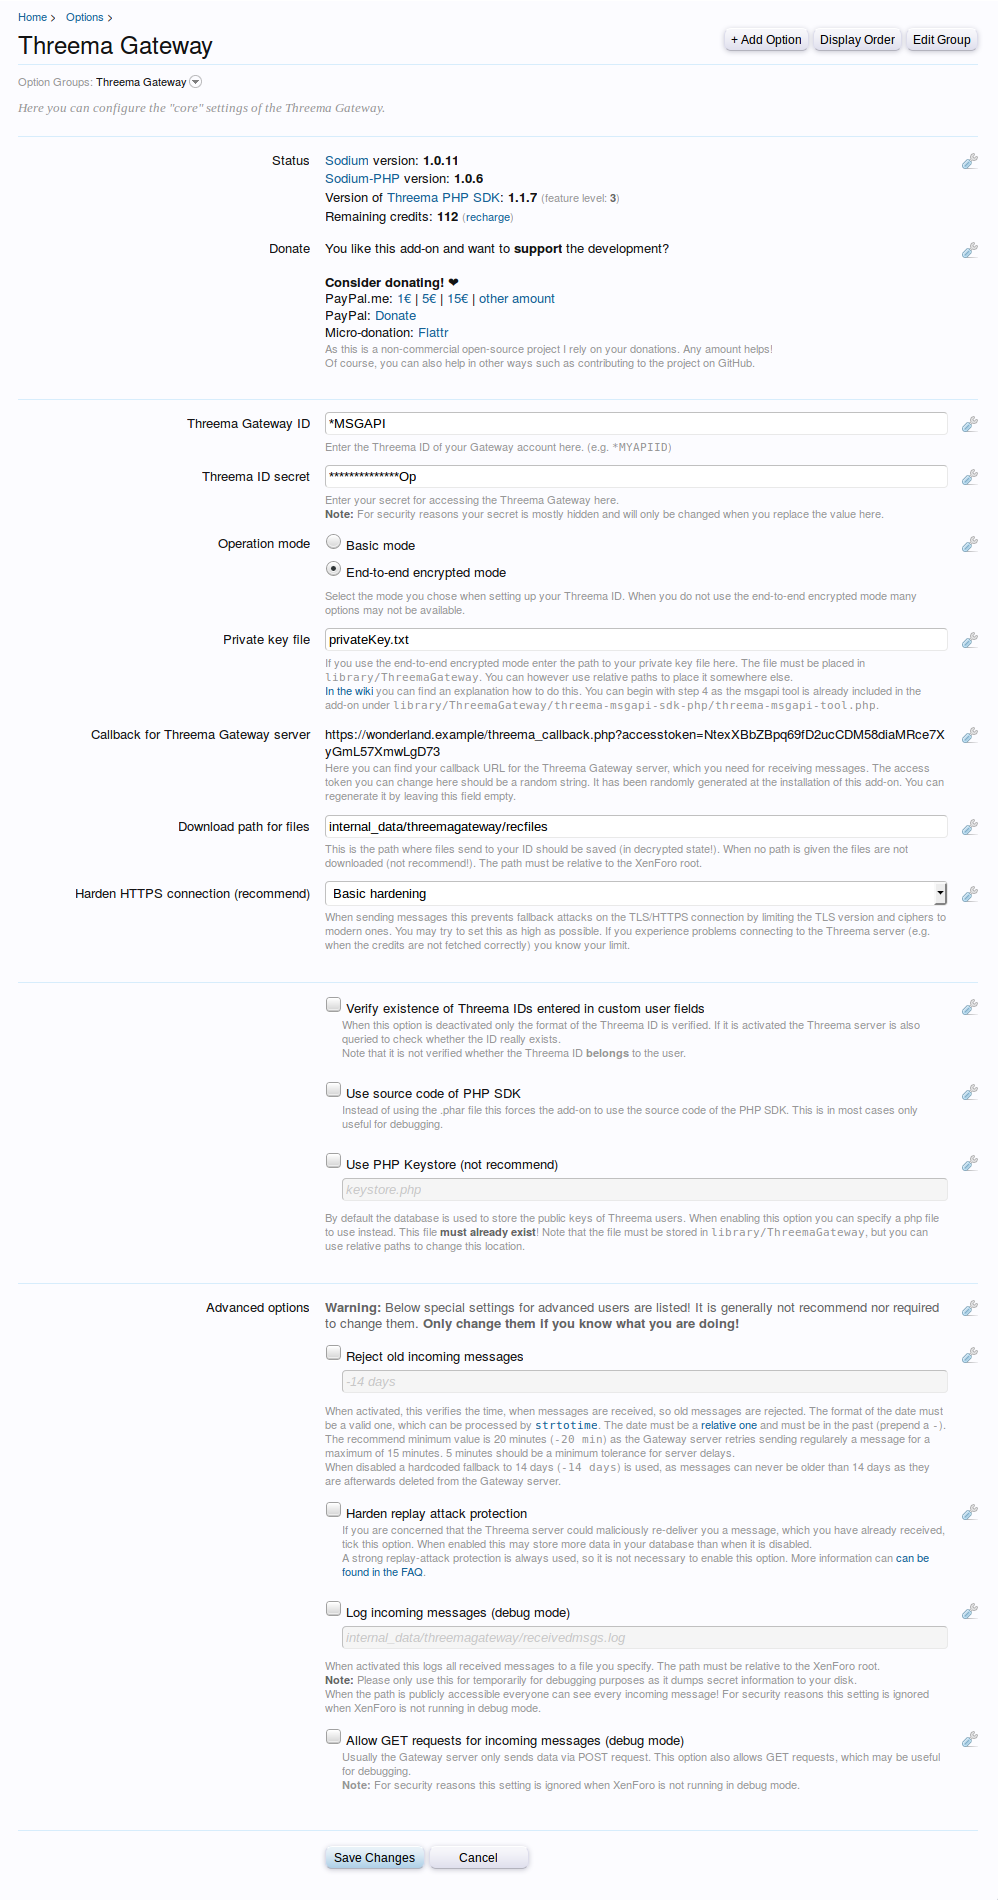 Home › Options ›
Threema Gateway
+ Add Option Display Order Edit Group
Option Groups: Threema Gateway
Here you can configure the "core" settings of the Threema Gateway.
Status
Sodium version: 1.0.11
Sodium-PHP version: 1.0.6
Version of Threema PHP SDK: 1.1.7 (feature level: 3)
Remaining credits: 112 (recharge)
Donate
You like this add-on and want to support the development?
Consider donating! ❤
PayPal.me: 1€ | 5€ | 15€ | other amount
PayPal: Donate
Micro-donation: Flattr
As this is a non-commercial open-source project I rely on your donations. Any amount helps!
Of course, you can also help in other ways such as contributing to the project on GitHub.
Threema Gateway ID
*MSGAPI
Enter the Threema ID of your Gateway account here. (e.g. *MYAPIID)
Threema ID secret
**************Op
Enter your secret for accessing the Threema Gateway here.
Note: For security reasons your secret is mostly hidden and will only be changed when you replace the value here.
Operation mode
Basic mode
End-to-end encrypted mode
Select the mode you chose when setting up your Threema ID. When you do not use the end-to-end encrypted mode many
options may not be available.
Private key file
privateKey.txt
If you use the end-to-end encrypted mode enter the path to your private key file here. The file must be placed in
library/ThreemaGateway. You can however use relative paths to place it somewhere else.
In the wiki you can find an explanation how to do this. You can begin with step 4 as the msgapi tool is already included in the
add-on under library/ThreemaGateway/threema-msgapi-sdk-php/threema-msgapi-tool.php.
Callback for Threema Gateway server
https://wonderland.example/threema_callback.php?accesstoken=NtexXBbZBpq69fD2ucCDM58diaMRce7X
yGmL57XmwLgD73
Here you can find your callback URL for the Threema Gateway server, which you need for receiving messages. The access
token you can change here should be a random string. It has been randomly generated at the installation of this add-on. You can
regenerate it by leaving this field empty.
Download path for files
internal_data/threemagateway/recfiles
This is the path where files send to your ID should be saved (in decrypted state!). When no path is given the files are not
downloaded (not recommend!). The path must be relative to the XenForo root.
Harden HTTPS connection (recommend)
Basic hardening
When sending messages this prevents fallback attacks on the TLS/HTTPS connection by limiting the TLS version and ciphers to
modern ones. You may try to set this as high as possible. If you experience problems connecting to the Threema server (e.g.
when the credits are not fetched correctly) you know your limit.
Verify existence of Threema IDs entered in custom user fields
When this option is deactivated only the format of the Threema ID is verified. If it is activated the Threema server is also
queried to check whether the ID really exists.
Note that it is not verified whether the Threema ID belongs to the user.
Use source code of PHP SDK
Instead of using the .phar file this forces the add-on to use the source code of the PHP SDK. This is in most cases only
useful for debugging.
Use PHP Keystore (not recommend)
keystore.php
By default the database is used to store the public keys of Threema users. When enabling this option you can specify a php file
to use instead. This file must already exist! Note that the file must be stored in library/ThreemaGateway, but you can
use relative paths to change this location.
Advanced options
Warning: Below special settings for advanced users are listed! It is generally not recommend nor required
to change them. Only change them if you know what you are doing!
Reject old incoming messages
-14 days
When activated, this verifies the time, when messages are received, so old messages are rejected. The format of the date must
be a valid one, which can be processed by strtotime. The date must be a relative one and must be in the past (prepend a -).
The recommend minimum value is 20 minutes (-20 min) as the Gateway server retries sending regularely a message for a
maximum of 15 minutes. 5 minutes should be a minimum tolerance for server delays.
When disabled a hardcoded fallback to 14 days (-14 days) is used, as messages can never be older than 14 days as they
are afterwards deleted from the Gateway server.
Harden replay attack protection
If you are concerned that the Threema server could maliciously re-deliver you a message, which you have already received,
tick this option. When enabled this may store more data in your database than when it is disabled.
A strong replay-attack protection is always used, so it is not necessary to enable this option. More information can can be
found in the FAQ.
Log incoming messages (debug mode)
internal_data/threemagateway/receivedmsgs.log
When activated this logs all received messages to a file you specify. The path must be relative to the XenForo root.
Note: Please only use this for temporarily for debugging purposes as it dumps secret information to your disk.
When the path is publicly accessible everyone can see every incoming message! For security reasons this setting is ignored
when XenForo is not running in debug mode.
Allow GET requests for incoming messages (debug mode)
Usually the Gateway server only sends data via POST request. This option also allows GET requests, which may be useful
for debugging.
Note: For security reasons this setting is ignored when XenForo is not running in debug mode.
Save Changes Cancel